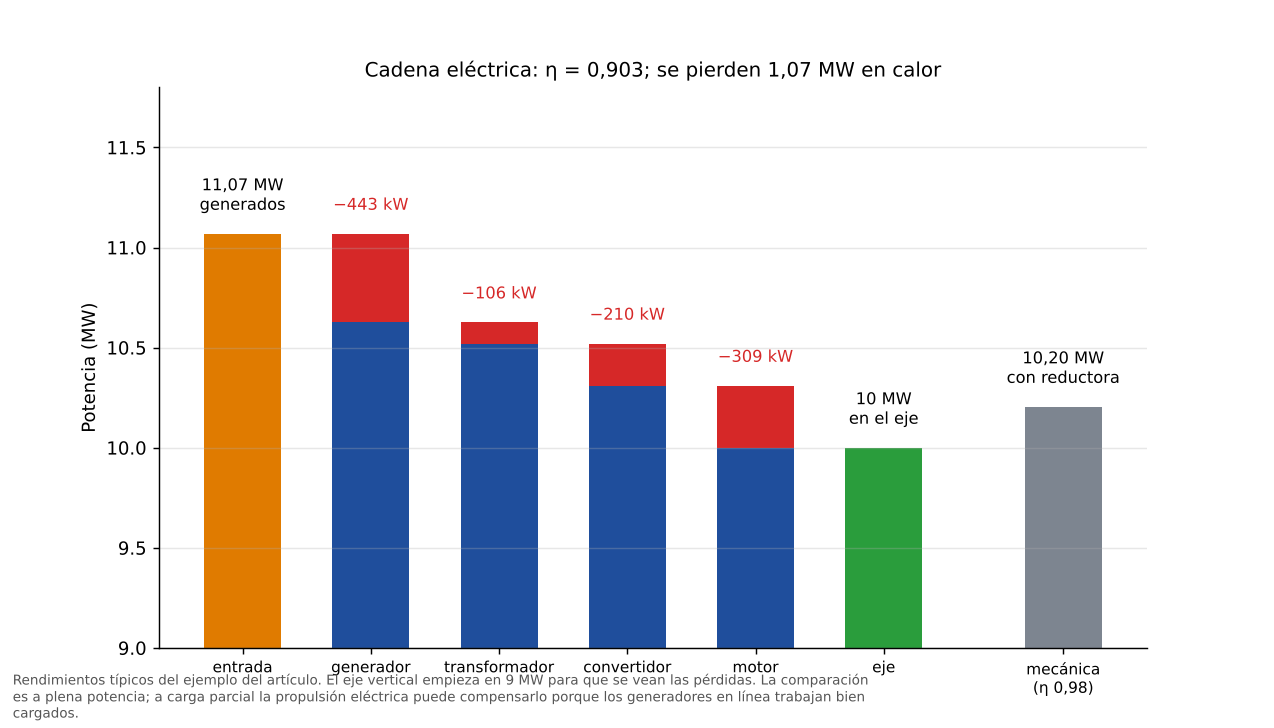 Cadena eléctrica: η = 0,903; se pierden 1,07 MW en calor
Potencia (MW)
11.5
11.0
10.5
10.0
9.5
9.0
11,07 MW
generados
−443 kW
−106 kW
−210 kW
−309 kW
10 MW
en el eje
10,20 MW
con reductora
entrada
generador
transformador
convertidor
motor
eje
mecánica
(η 0,98)
Rendimientos típicos del ejemplo del artículo. El eje vertical empieza en 9 MW para que se vean las pérdidas. La comparación
es a plena potencia; a carga parcial la propulsión eléctrica puede compensarlo porque los generadores en línea trabajan bien
cargados.